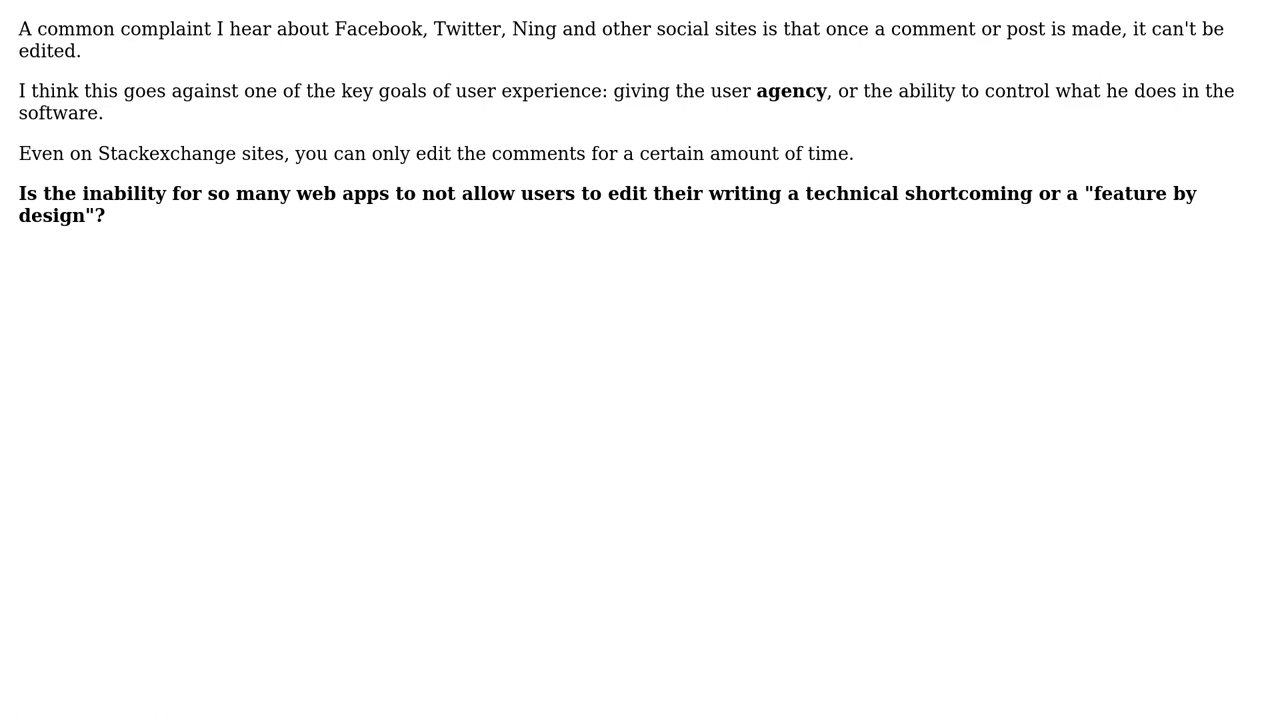 A common complaint I hear about Facebook, Twitter, Ning and other social sites is that once a comment or post is made, it can't be
edited.
I think this goes against one of the key goals of user experience: giving the user agency, or the ability to control what he does in the
software.
Even on Stackexchange sites, you can only edit the comments for a certain amount of time.
Is the inability for so many web apps to not allow users to edit their writing a technical shortcoming or a "feature by
design"?